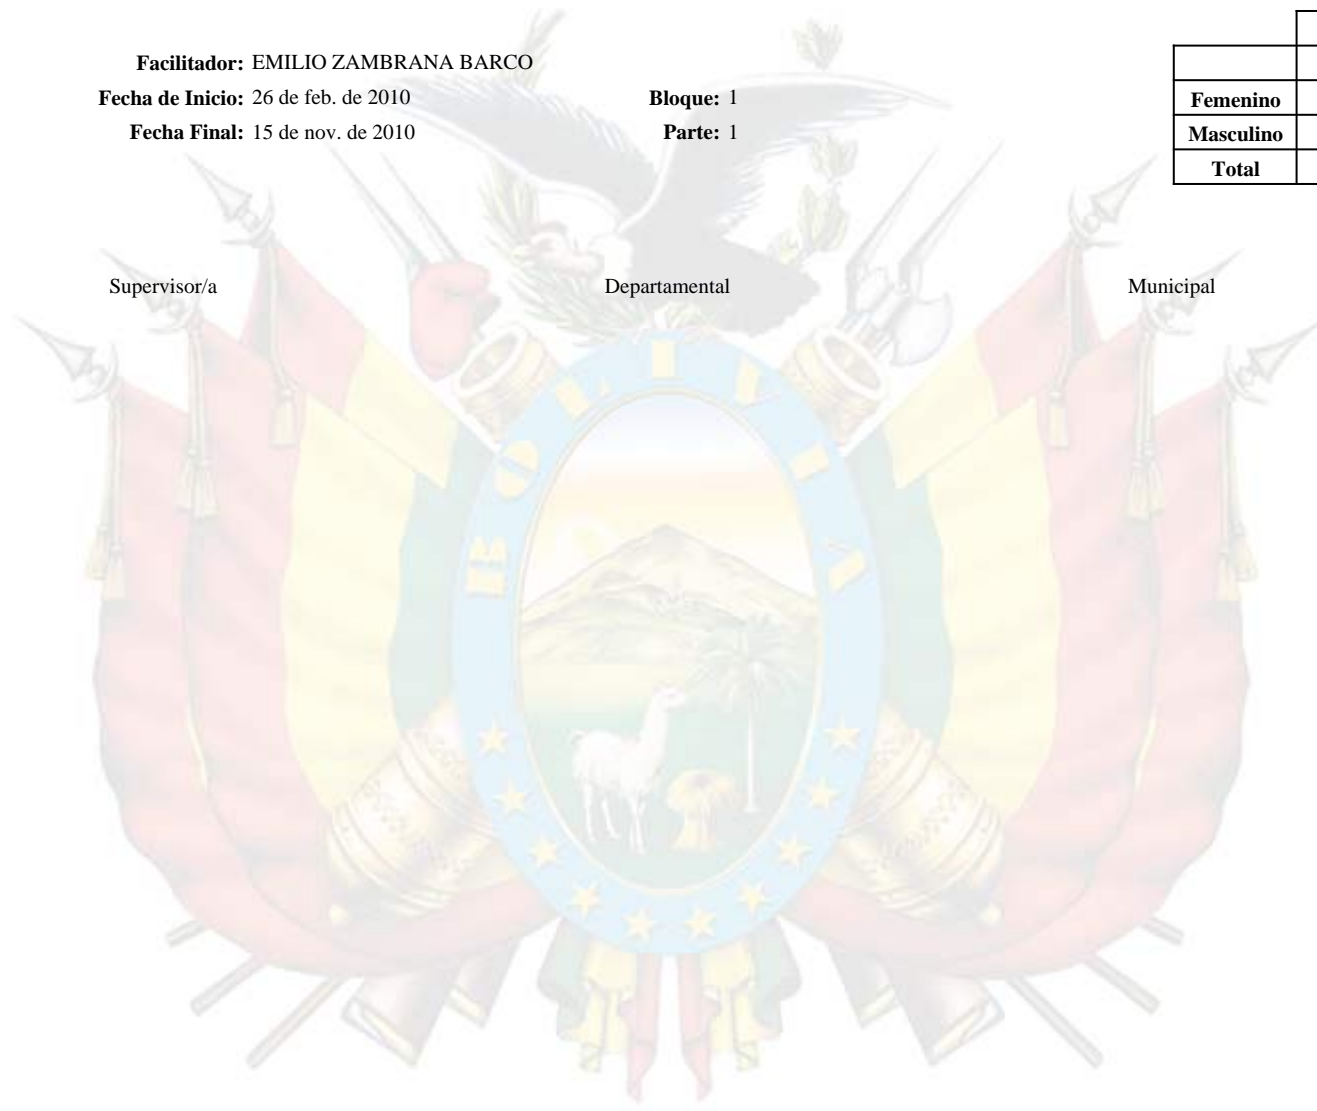 Facilitador: EMILIO ZAMBRANA BARCO
Fecha de Inicio: 26 de feb. de 2010 Bloque: 1
Fecha Final: 15 de nov. de 2010 Parte: 1
Femenino
Masculino
Total
Supervisor/a Departamental Municipal
BOLIVIA